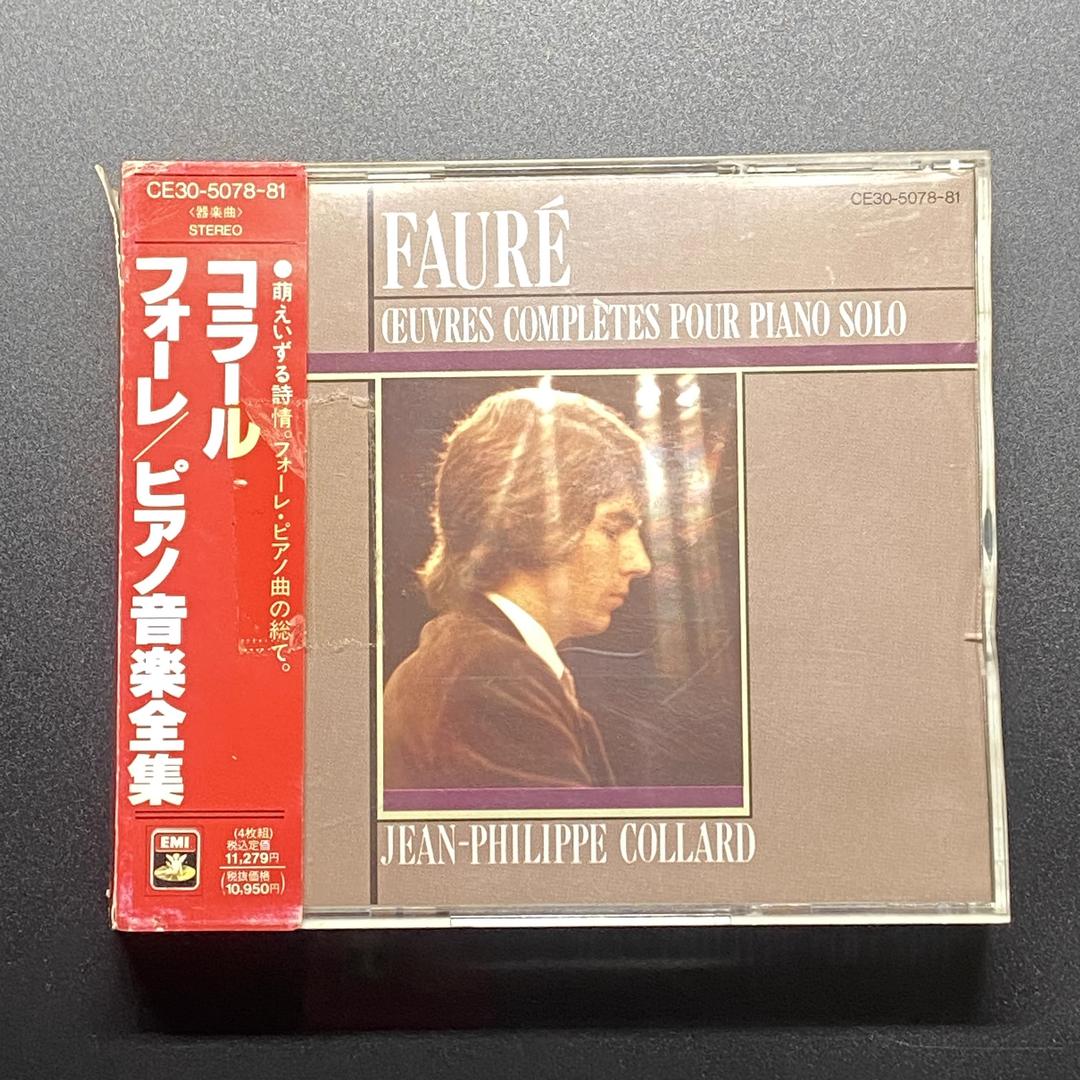 CE30-5078~81
〈器楽曲〉
STEREO
●萌えいずる詩情。フォーレ・ピアノ曲の総て。
コラール
フォーレ/ピアノ音楽全集
EMI
(4枚組)
税込定価
11,279円
(税抜価格
10,950円)
CE30-5078-81
FAURÉ
ŒUVRES COMPLÈTES POUR PIANO SOLO
JEAN-PHILIPPE COLLARD